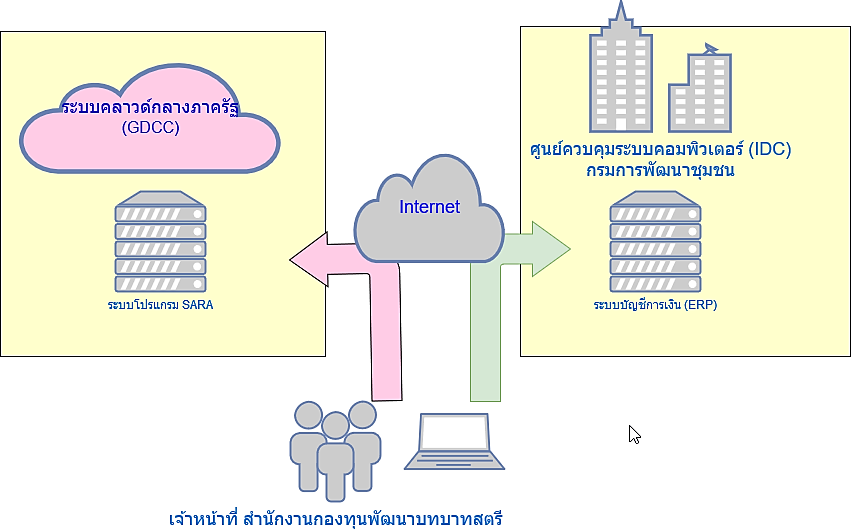 ระบบคลาวด์กลางภาครัฐ
(GDCC)
ศูนย์ควบคุมระบบคอมพิวเตอร์ (IDC)
กรมการพัฒนาชุมชน
Internet
ระบบโปรแกรม SARA
ระบบบัญชีการเงิน (ERP)
เจ้าหน้าที่ สำนักงานกองทุนพัฒนาบทบาทสตรี